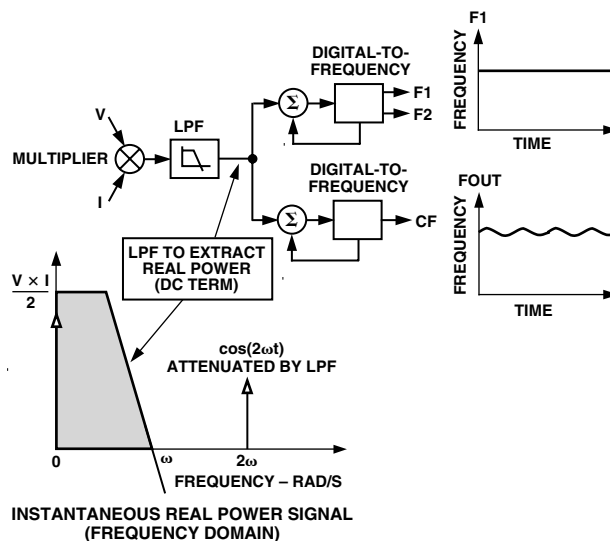 F1
DIGITAL-TO-
FREQUENCY
V
LPF
Σ
F1
F2
FREQUENCY
TIME
MULTIPLIER
I
DIGITAL-TO-
FREQUENCY
FOUT
Σ
CF
FREQUENCY
TIME
LPF TO EXTRACT
REAL POWER
(DC TERM)
V × I
2
cos(2ωt)
ATTENUATED BY LPF
0
ω
2ω
FREQUENCY – RAD/S
INSTANTANEOUS REAL POWER SIGNAL
(FREQUENCY DOMAIN)